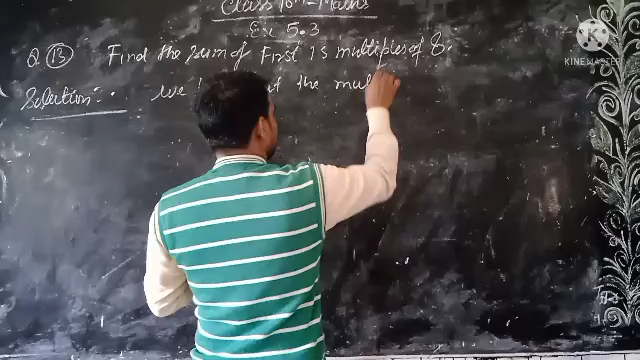 Class 10th - Maths
Ex 5.3
Q. 13 Find the sum of First 15 multiples of 8.
Solution:- we the mul
KINEMASTER